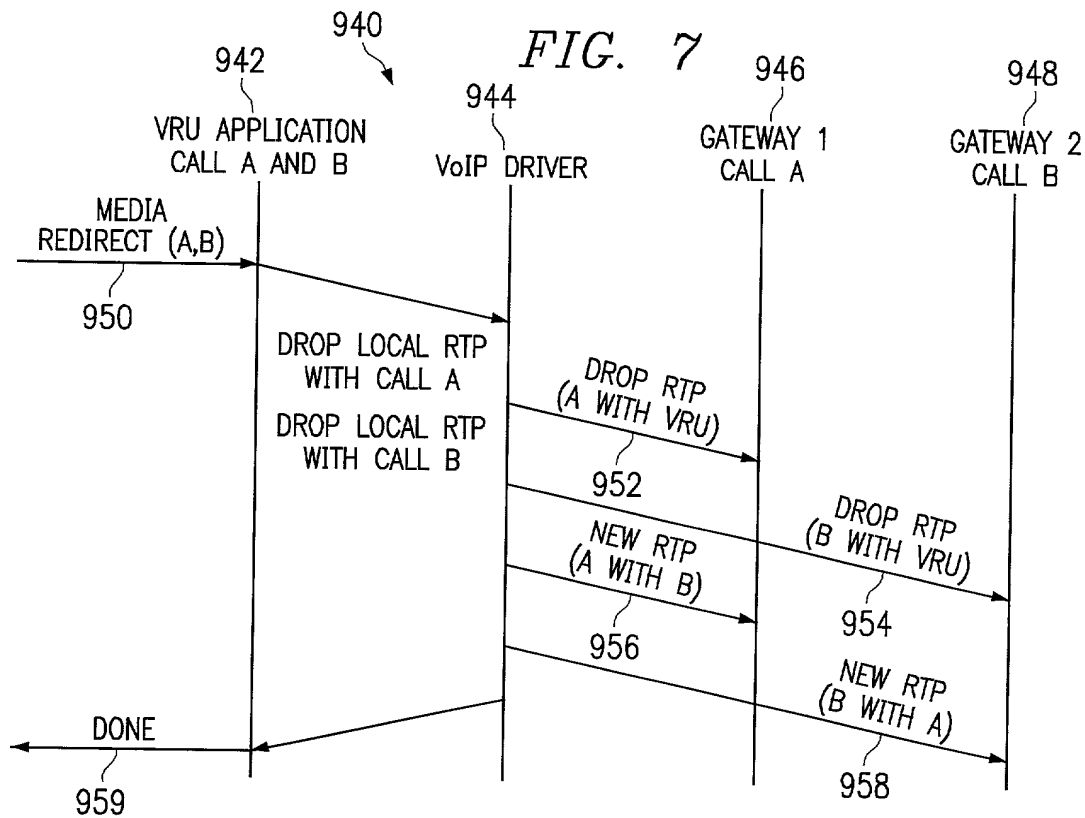 940
FIG. 7
942
944
946
948
VRU APPLICATION
CALL A AND B
VoIP DRIVER
GATEWAY 1
CALL A
GATEWAY 2
CALL B
MEDIA
REDIRECT (A,B)
950
DROP LOCAL RTP
WITH CALL A
DROP LOCAL RTP
WITH CALL B
DROP RTP
(A WITH VRU)
952
DROP RTP
(B WITH VRU)
954
NEW RTP
(A WITH B)
956
NEW RTP
(B WITH A)
958
DONE
959